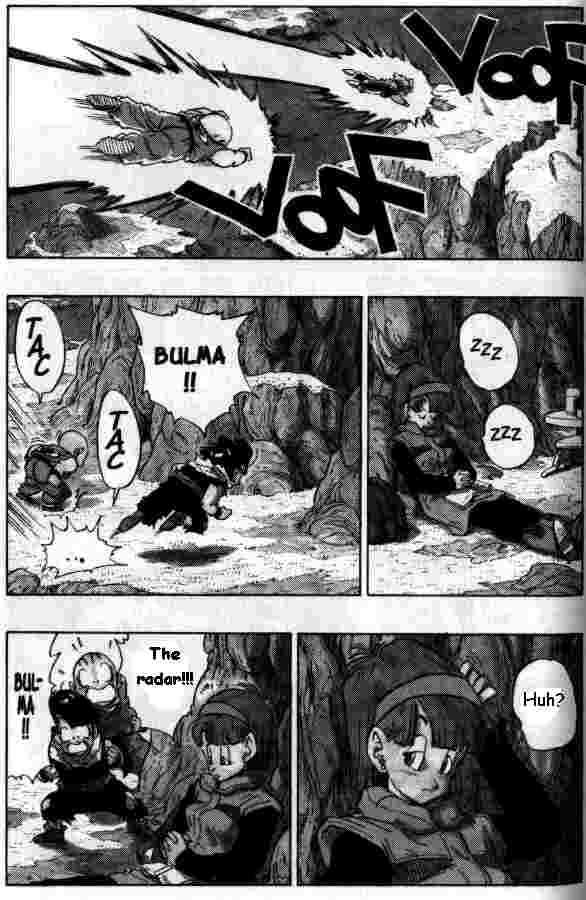 VOOF
VOOF
TAC
BULMA
!!
TAC
...
ZZZ
ZZZ
BUL-
MA
!!
The
radar!!!
Huh?